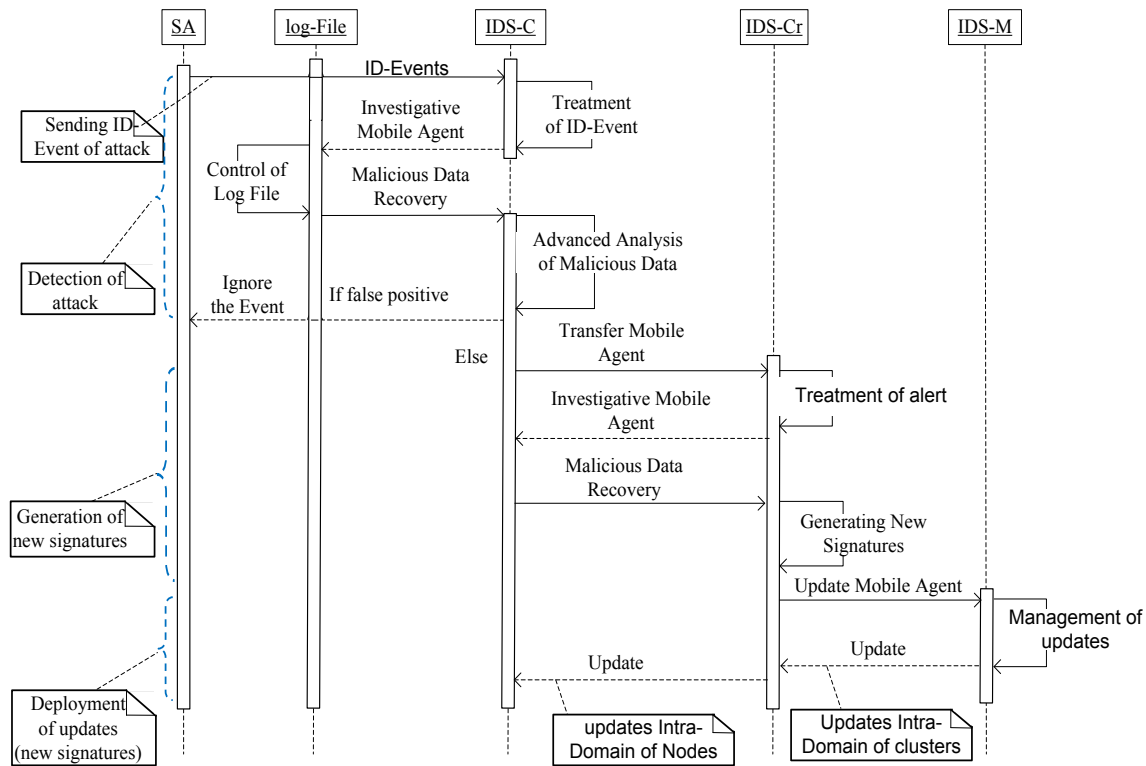 SA
log-File
IDS-C
IDS-Cr
IDS-M
ID-Events
Sending ID-
Event of attack
Treatment
of ID-Event
Investigative
Mobile Agent
Control of
Log File
Malicious Data
Recovery
Advanced Analysis
of Malicious Data
Detection of
attack
Ignore
the Event
If false positive
Else
Transfer Mobile
Agent
Treatment of alert
Investigative Mobile
Agent
Malicious Data
Recovery
Generation of
new signatures
Generating New
Signatures
Update Mobile Agent
Management of
updates
Update
Update
Deployment
of updates
(new signatures)
updates Intra-
Domain of Nodes
Updates Intra-
Domain of clusters